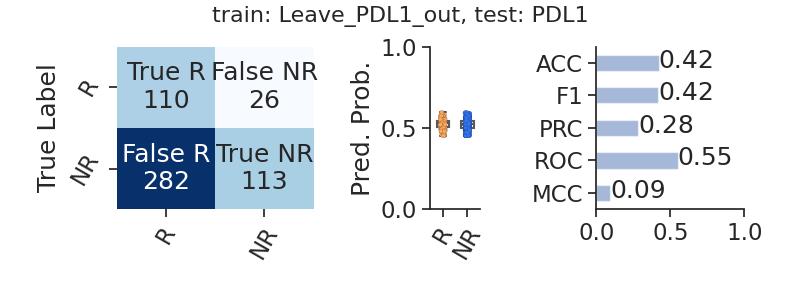 train: Leave_PDL1_out, test: PDL1
True Label
R
NR
True R
110
False NR
26
False R
282
True NR
113
R
NR
Pred. Prob.
1.0
0.5
0.0
R
NR
ACC
F1
PRC
ROC
MCC
0.42
0.42
0.28
0.55
0.09
0.0
0.5
1.0